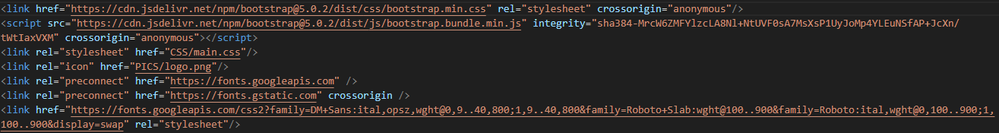 <link href="https://cdn.jsdelivr.net/npm/bootstrap@5.0.2/dist/css/bootstrap.min.css" rel="stylesheet" crossorigin="anonymous"/>
<script src="https://cdn.jsdelivr.net/npm/bootstrap@5.0.2/dist/js/bootstrap.bundle.min.js" integrity="sha384-MrcW6ZMFYlzcLA8Nl+NtUVF0sA7MsXsP1UyJoMp4YLEuNSfAP+JcXn/
tWtIaxVXM" crossorigin="anonymous"></script>
<link rel="stylesheet" href="CSS/main.css"/>
<link rel="icon" href="PICS/logo.png"/>
<link rel="preconnect" href="https://fonts.googleapis.com" />
<link rel="preconnect" href="https://fonts.gstatic.com" crossorigin />
<link href="https://fonts.googleapis.com/css2?family=DM+Sans:ital,opsz,wght@0,9..40,800;1,9..40,800&family=Roboto+Slab:wght@100..900&family=Roboto:ital,wght@0,100..900;1,
100..900&display=swap" rel="stylesheet"/>